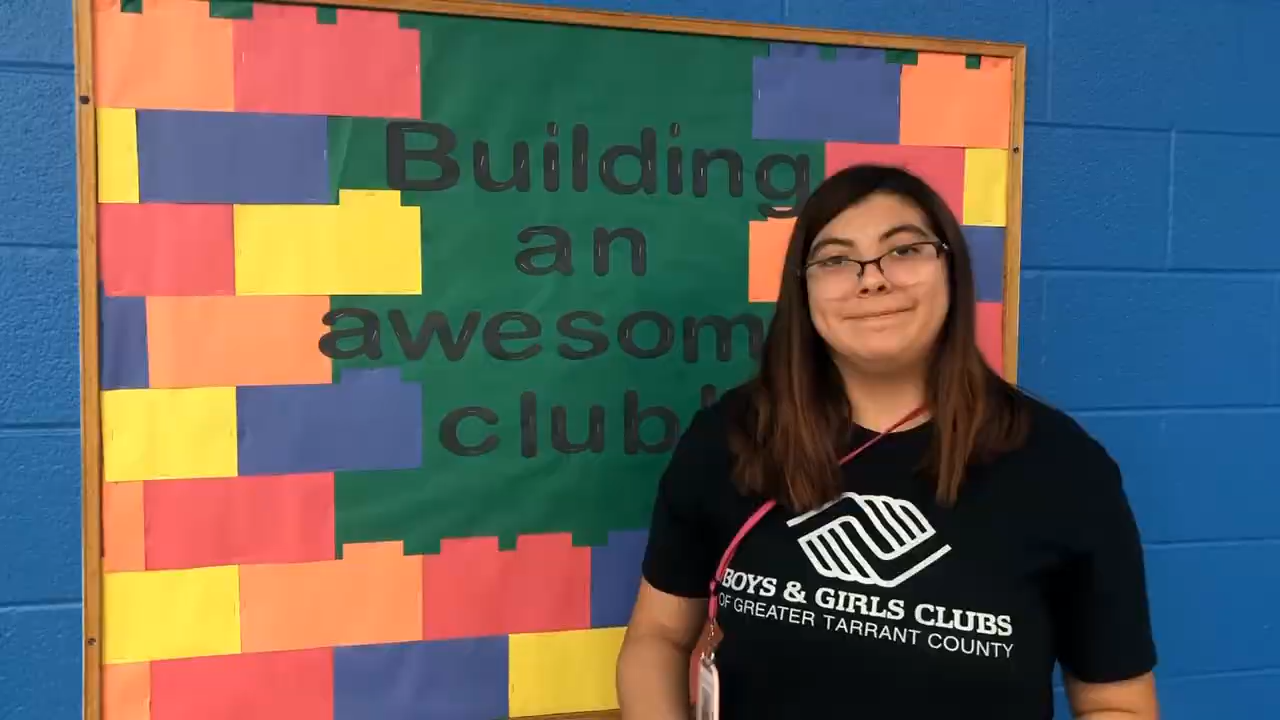 Building
an
awesom
club!
BOYS & GIRLS CLUBS
OF GREATER TARRANT COUNTY